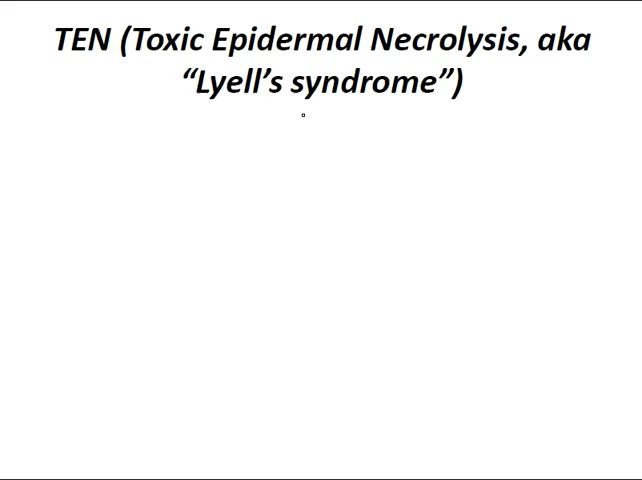 TEN (Toxic Epidermal Necrolysis, aka
“Lyell’s syndrome”)